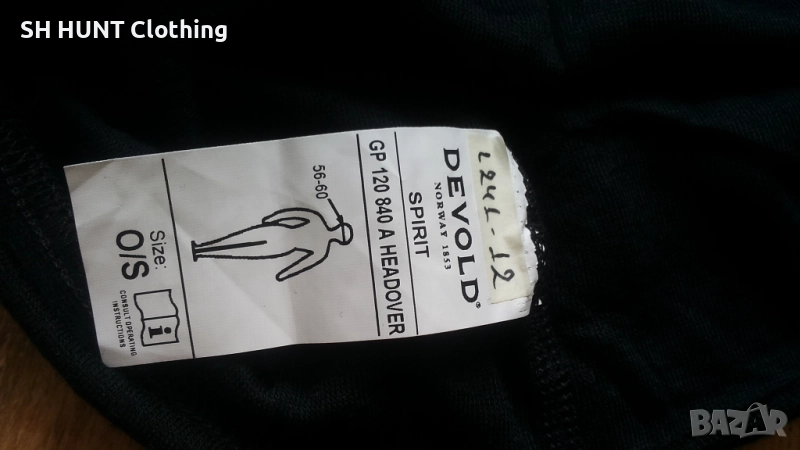 SH HUNT Clothing
L241-12
DEVOLD®
NORWAY 1853
SPIRIT
GP 120 840 A HEADOVER
56-60
Size:
O/S
CONSULT OPERATING
INSTRUCTIONS
BAZAR